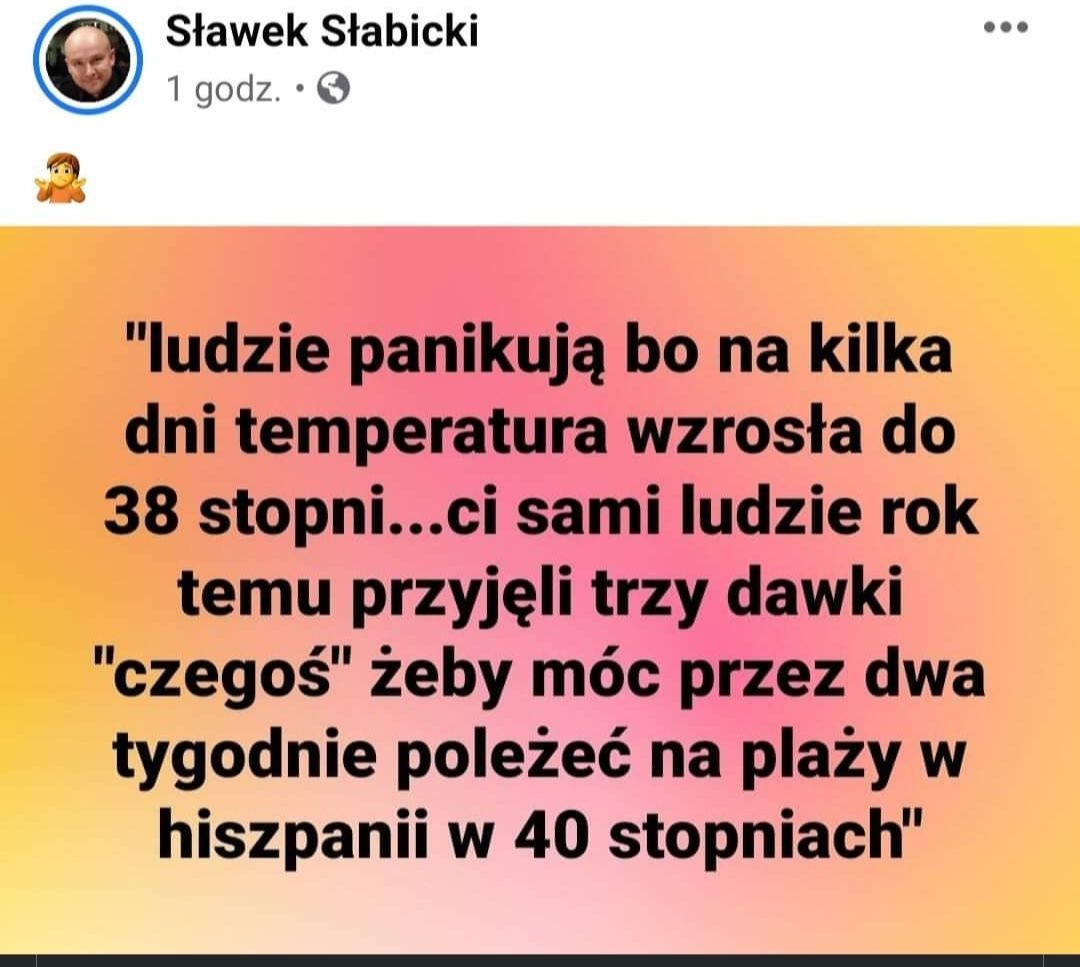 Sławek Słabicki
1 godz. •
"ludzie panikują bo na kilka
dni temperatura wzrosła do
38 stopni...ci sami ludzie rok
temu przyjęli trzy dawki
"czegoś" żeby móc przez dwa
tygodnie poleżeć na plaży w
hiszpanii w 40 stopniach"